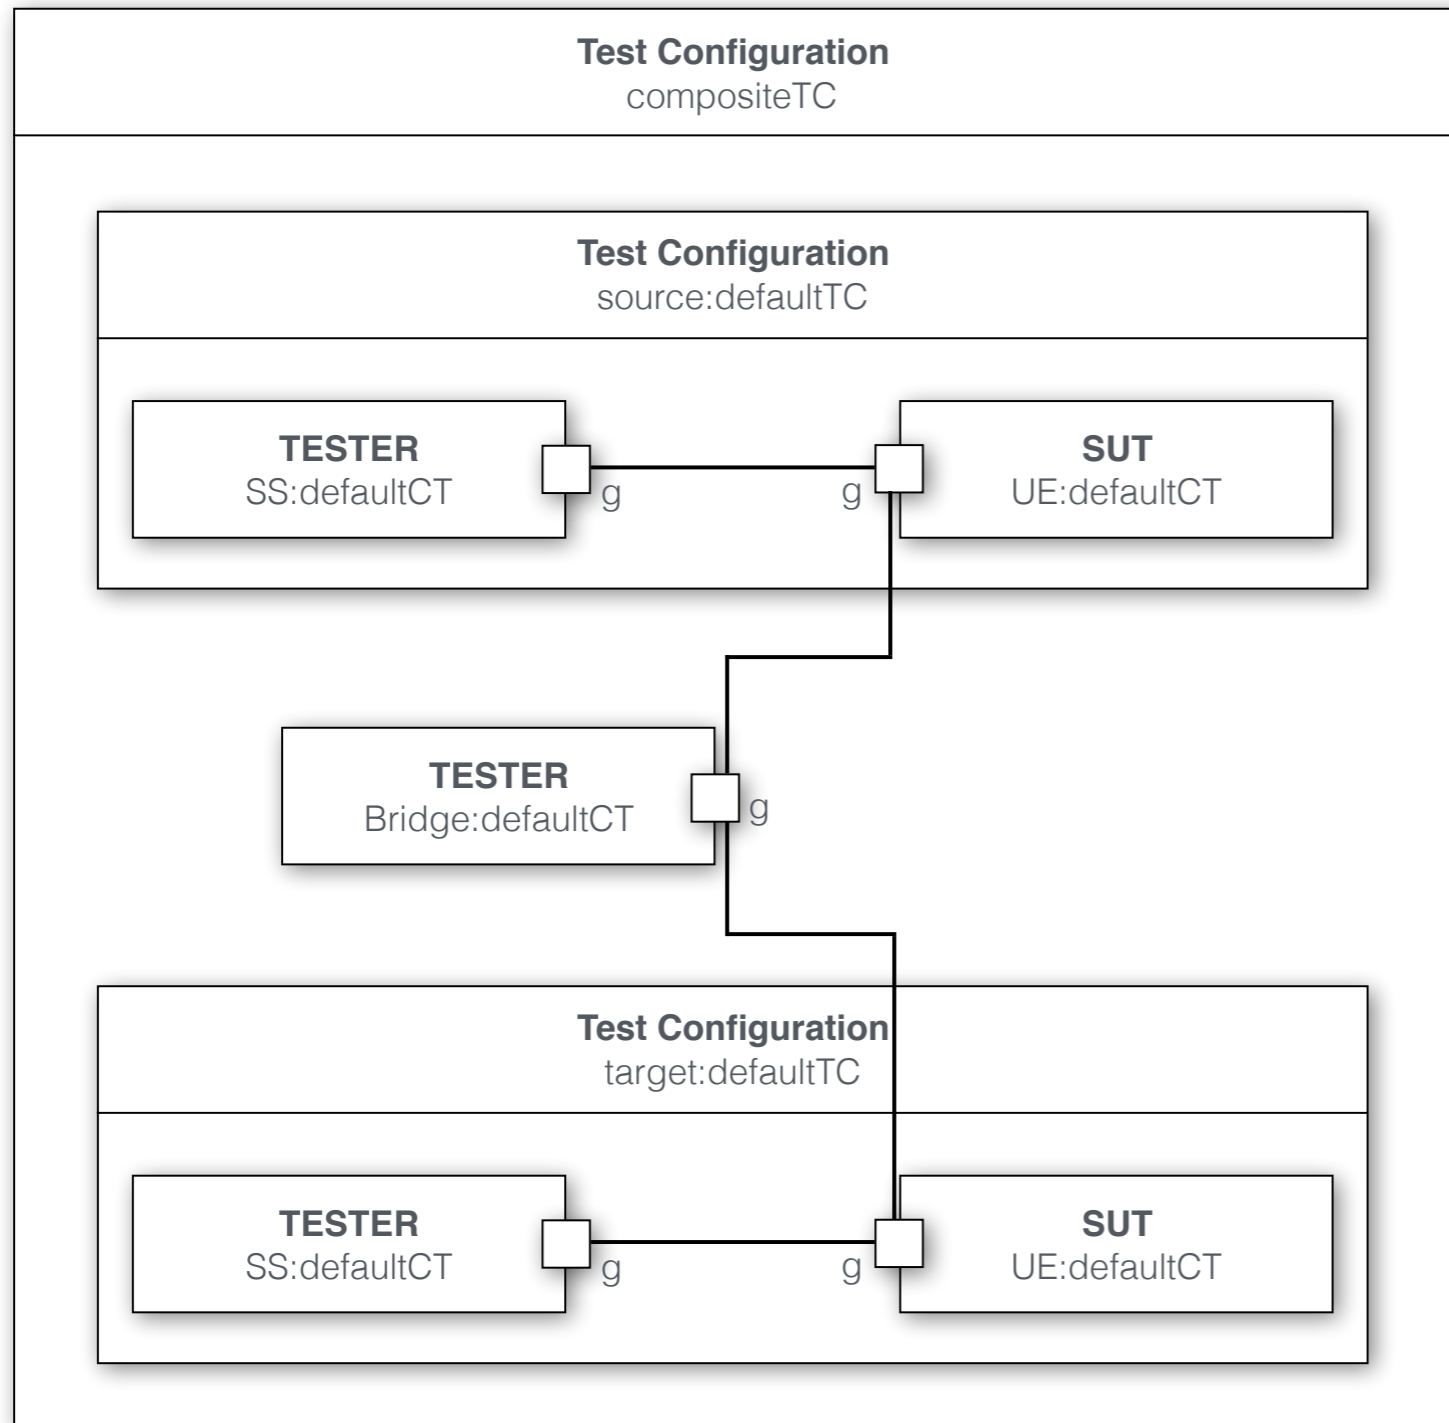 Test Configuration
compositeTC
Test Configuration
source:defaultTC
TESTER
SS:defaultCT
g
g
SUT
UE:defaultCT
TESTER
Bridge:defaultCT
g
Test Configuration
target:defaultTC
TESTER
SS:defaultCT
g
g
SUT
UE:defaultCT